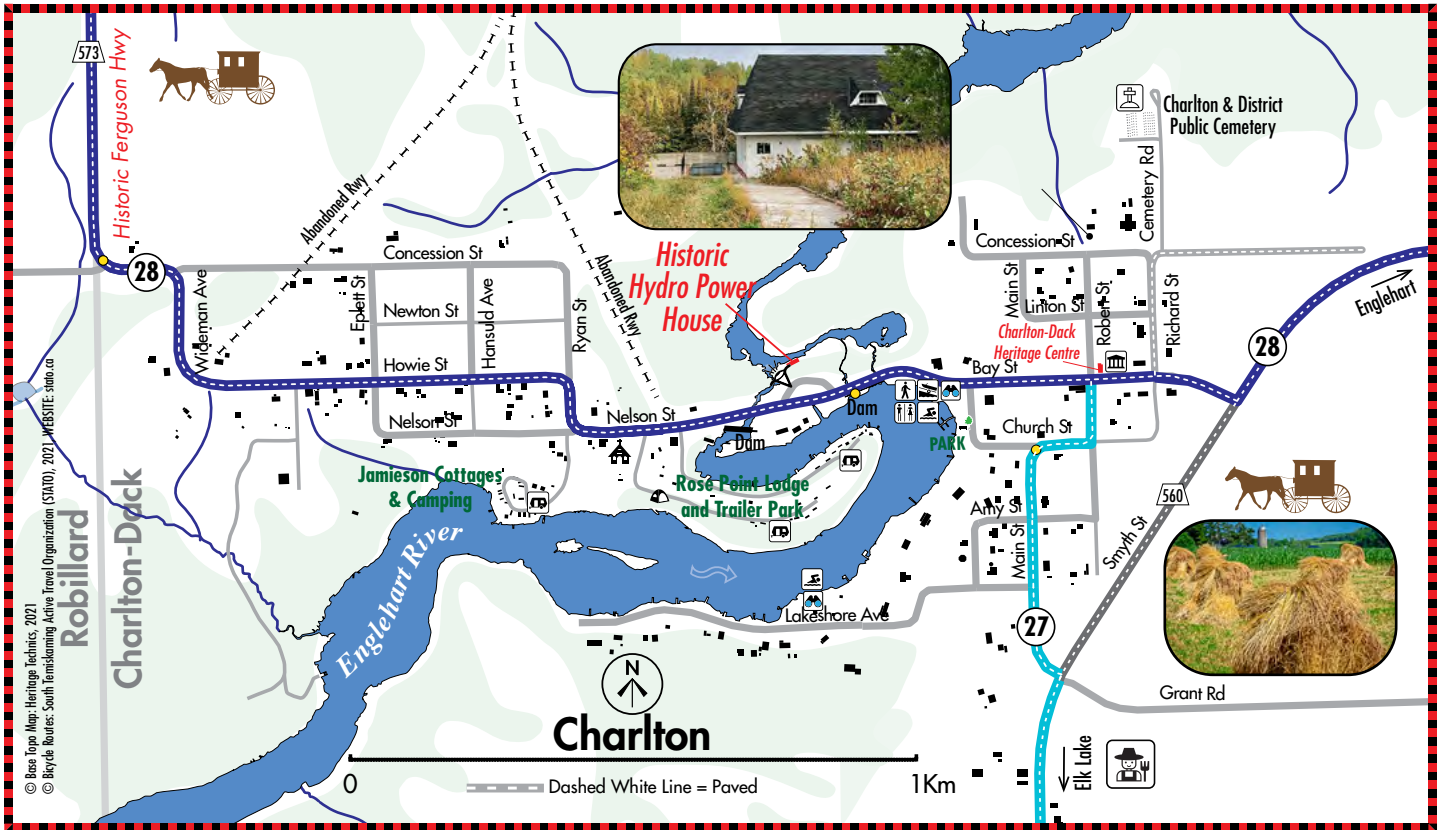 573
Historic Ferguson Hwy
28
Wideman Ave
Abandoned Rwy
Abandoned Rwy
Concession St
Eplett St
Newton St
Hansuld Ave
Ryan St
Howie St
Nelson St
Nelson St
Historic
Hydro Power
House
Dam
Dam
Charlton & District
Public Cemetery
Cemetery Rd
Concession St
Main St
Linton St
Robert St
Richard St
Charlton-Dack
Heritage Centre
Bay St
28
Englehart
Church St
PARK
Jamieson Cottages
& Camping
Rose Point Lodge
and Trailer Park
Amy St
Main St
Smyth St
560
Englehart River
Lakeshore Ave
27
Grant Rd
Elk Lake
Robillard
Charlton-Dack
© Base Topo Map: Heritage Technics, 2021
© Bicycle Routes: South Temiskaming Active Travel Organization (STATO), 2021 WEBSITE: stato.ca
N
Charlton
0
1Km
Dashed White Line = Paved